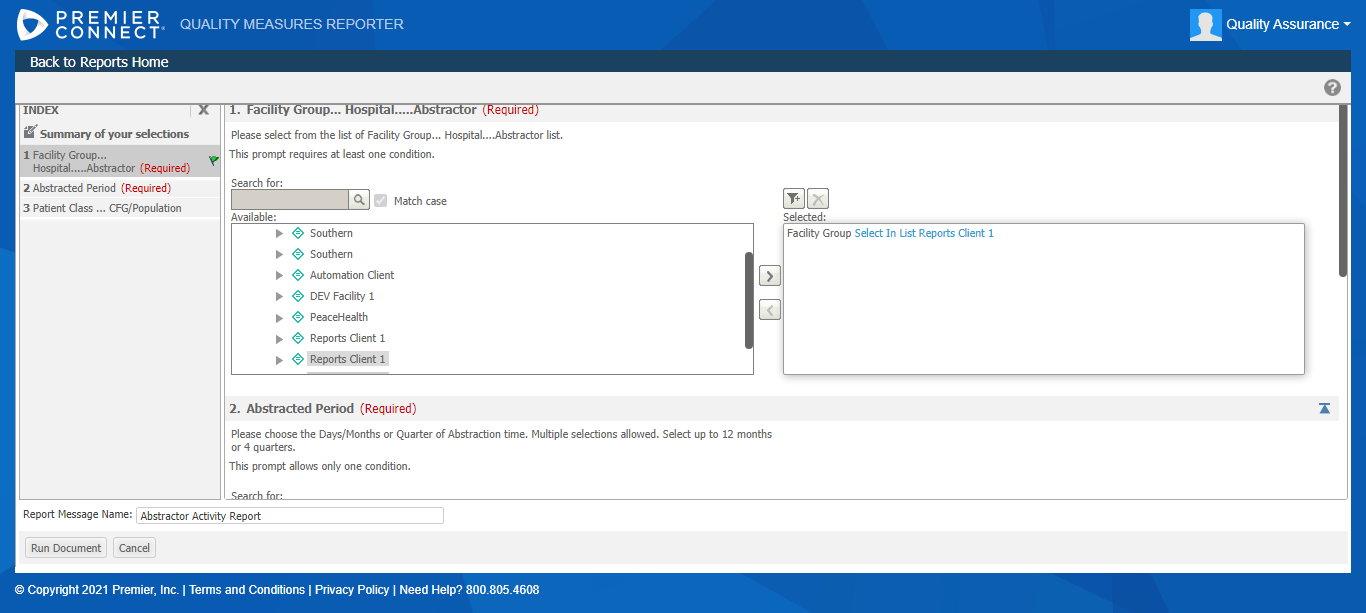 PREMIER
CONNECT
QUALITY MEASURES REPORTER
Quality Assurance
Back to Reports Home
INDEX
X
Summary of your selections
1 Facility Group...
Hospital.....Abstractor (Required)
2 Abstracted Period (Required)
3 Patient Class ... CFG/Population
1. Facility Group... Hospital.....Abstractor (Required)
Please select from the list of Facility Group... Hospital....Abstractor list.
This prompt requires at least one condition.
Search for:
Match case
Available:
Southern
Southern
Automation Client
DEV Facility 1
PeaceHealth
Reports Client 1
Reports Client 1
Selected:
Facility Group Select In List Reports Client 1
2. Abstracted Period (Required)
Please choose the Days/Months or Quarter of Abstraction time. Multiple selections allowed. Select up to 12 months
or 4 quarters.
This prompt allows only one condition.
Search for:
Report Message Name: Abstractor Activity Report
Run Document Cancel
© Copyright 2021 Premier, Inc. | Terms and Conditions | Privacy Policy | Need Help? 800.805.4608